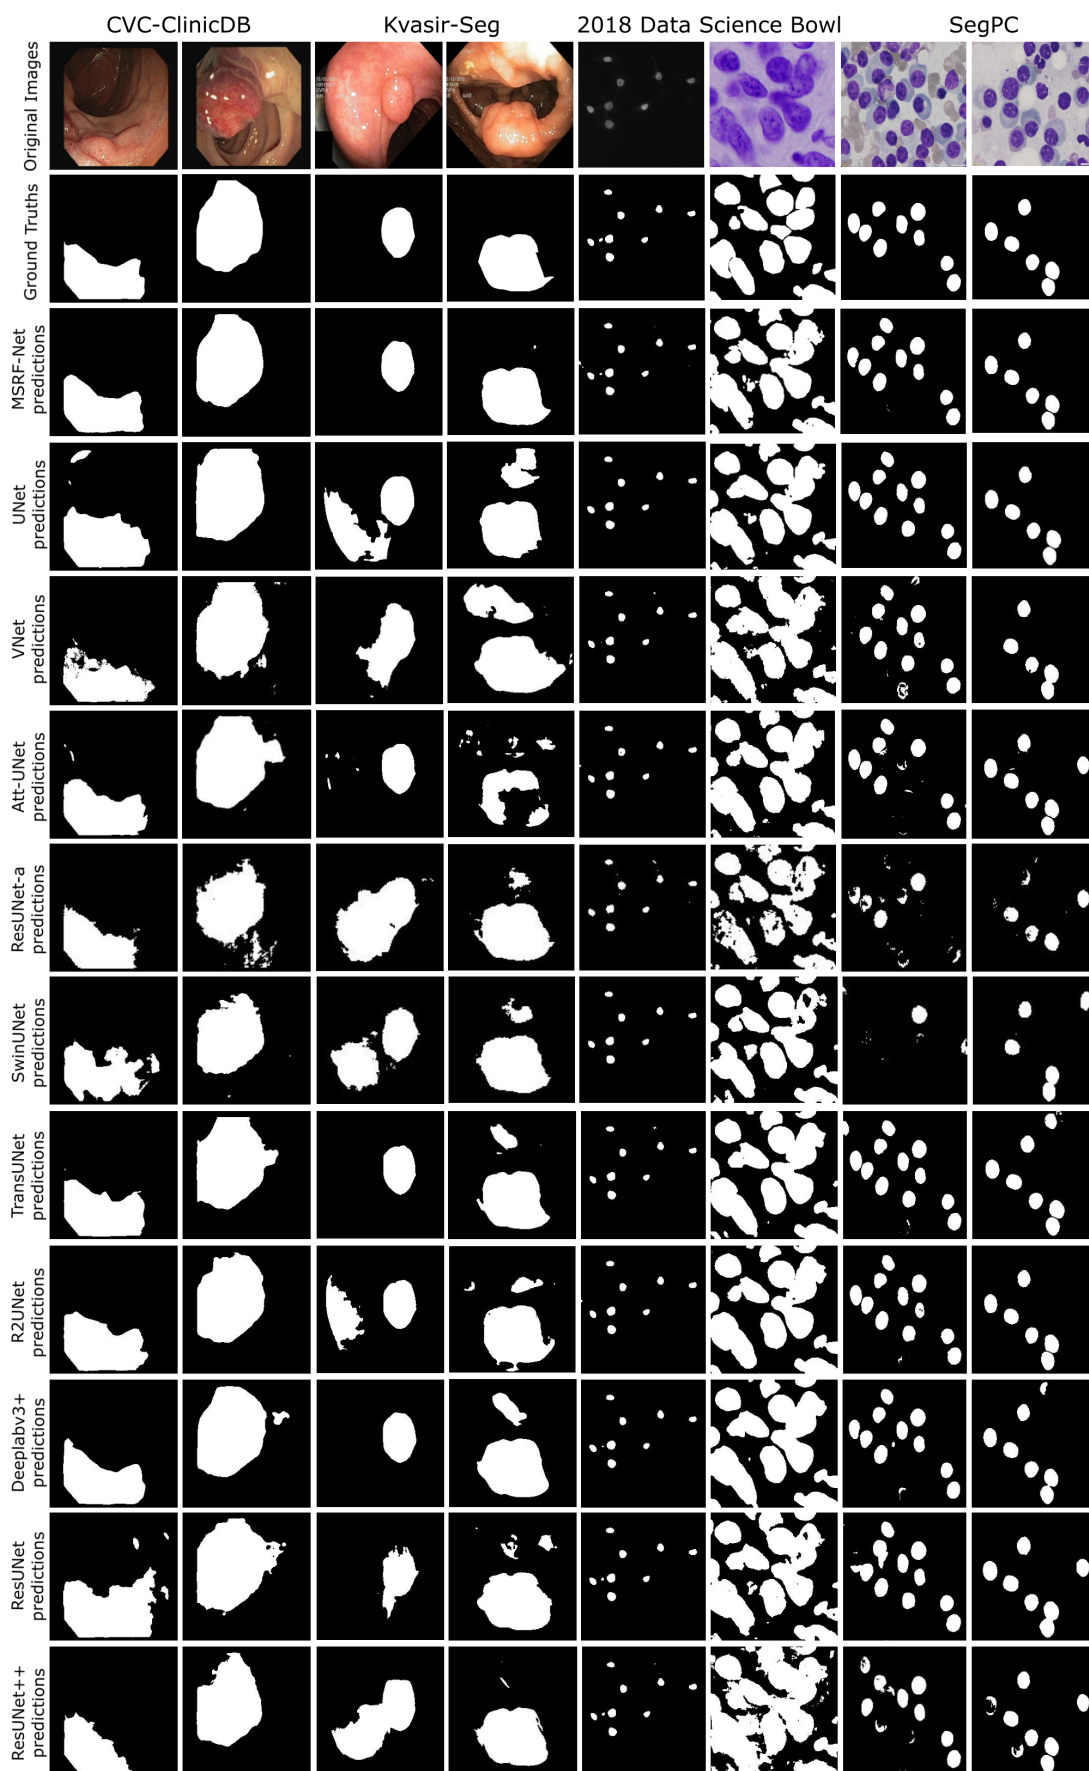 CVC-ClinicDB
Kvasir-Seg
2018 Data Science Bowl
SegPC
Original Images
Ground Truths
MSRF-Net
predictions
UNet
predictions
VNet
predictions
Att-UNet
predictions
ResUNet-a
predictions
SwinUNet
predictions
TransUNet
predictions
R2UNet
predictions
Deeplabv3+
predictions
ResUNet
predictions
ResUNet++
predictions